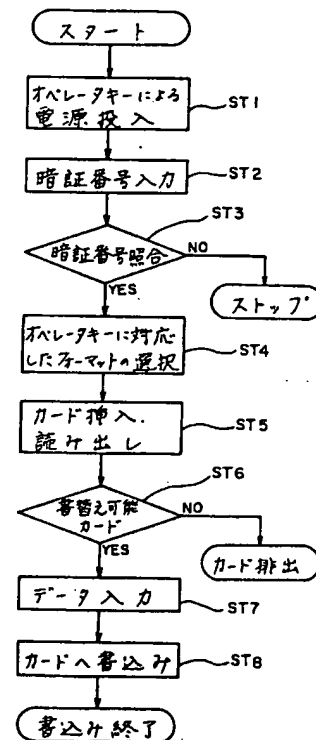 スタート
オペレータキーによる
電源投入
ST1
暗証番号入力
ST2
ST3
暗証番号照合
NO
YES
ストップ
オペレータキーに対応
したフォーマットの選択
ST4
カード挿入.
読み出し
ST5
ST6
書替え可能
カード
NO
YES
カード排出
データ入力
ST7
カードへ書込み
ST8
書込み終了